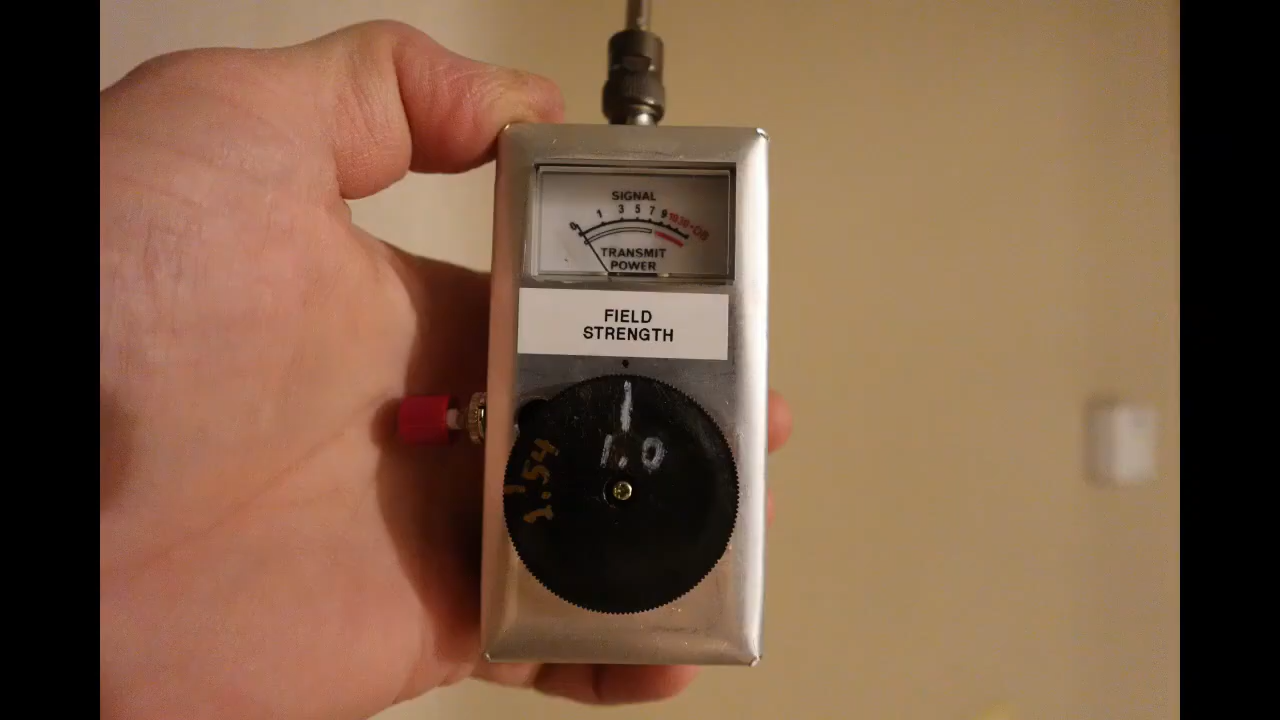 SIGNAL
0 1 3 5 7 9
TRANSMIT
POWER
FIELD
STRENGTH
1.0
1.54